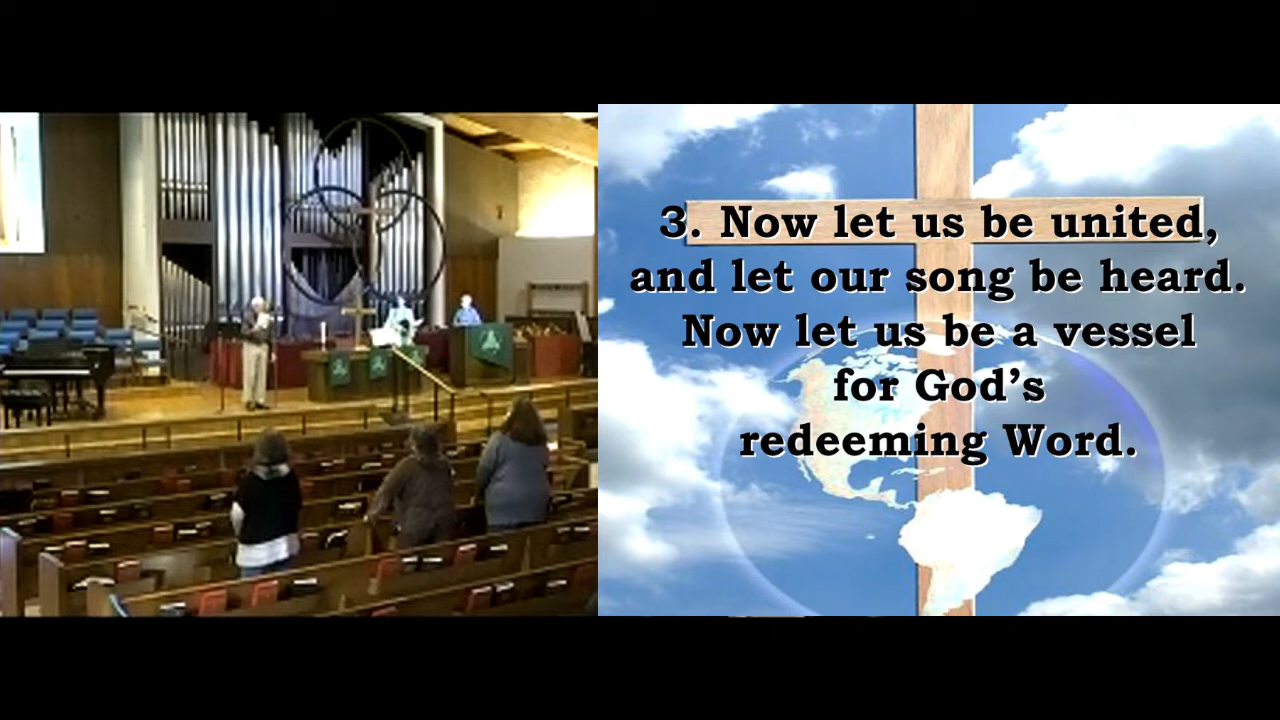 3. Now let us be united,
and let our song be heard.
Now let us be a vessel
for God’s
redeeming Word.